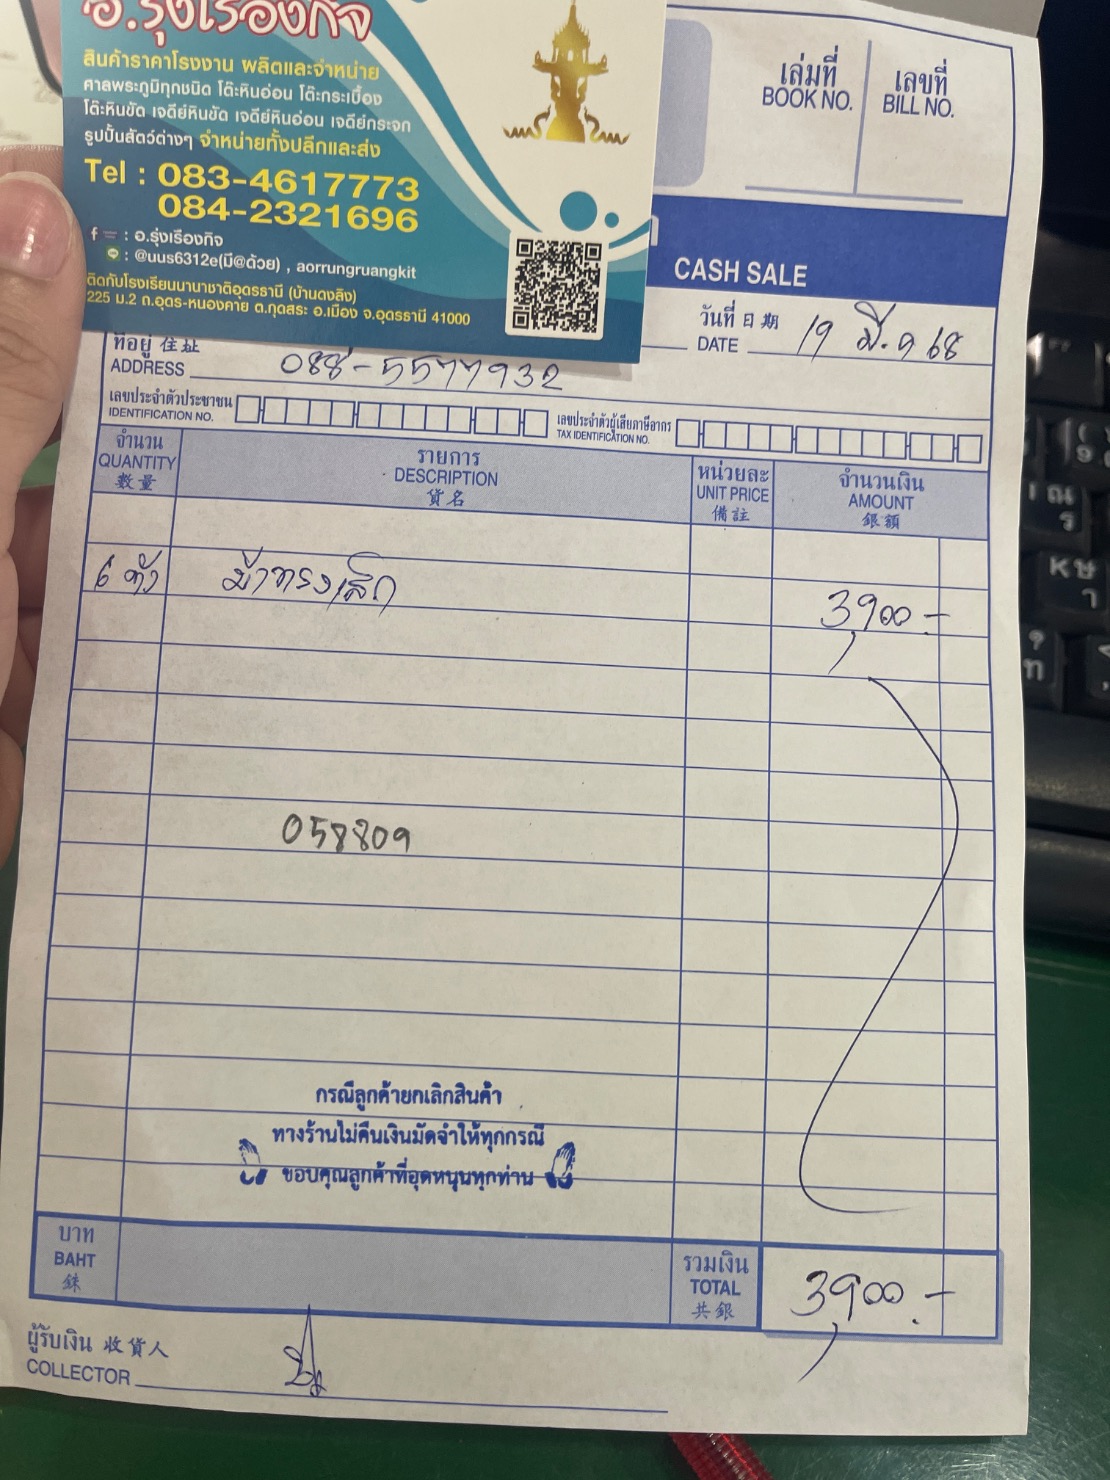 อ.รุ่งเรืองกิจ
สินค้าราคาโรงงาน ผลิตและจำหน่าย
ศาลพระภูมิทุกชนิด โต๊ะหินอ่อน โต๊ะกระเบื้อง
โต๊ะหินขัด เจดีย์หินขัด เจดีย์หินอ่อน เจดีย์กระจก
รูปปั้นสัตว์ต่างๆ จำหน่ายทั้งปลีกและส่ง
Tel : 083-4617773
084-2321696
f : อ.รุ่งเรืองกิจ
: @uus6312e(มี@ด้วย) , aorrungruangkit
ติดกับโรงเรียนนานาชาติอุดรธานี (บ้านดงลิง)
225 ม.2 ถ.อุดร-หนองคาย ต.กุดสระ อ.เมือง จ.อุดรธานี 41000
เล่มที่ เลขที่
BOOK NO. BILL NO.
CASH SALE
วันที่ 日期
DATE 19 มี.ค 68
ที่อยู่ 住址
ADDRESS 088-5577932
เลขประจำตัวประชาชน
IDENTIFICATION NO.
เลขประจำตัวผู้เสียภาษีอากร
TAX IDENTIFICATION NO.
จำนวน รายการ หน่วยละ จำนวนเงิน
QUANTITY DESCRIPTION UNIT PRICE AMOUNT
數量 貨名 備註 銀額
6 ตัว ม้าทรงเล็ก 3,900.-
058809
กรณีลูกค้ายกเลิกสินค้า
ทางร้านไม่คืนเงินมัดจำให้ทุกกรณี
ขอบคุณลูกค้าที่อุดหนุนทุกท่าน
บาท รวมเงิน
BAHT TOTAL 3,900.-
銖 共銀
ผู้รับเงิน 收貨人
COLLECTOR